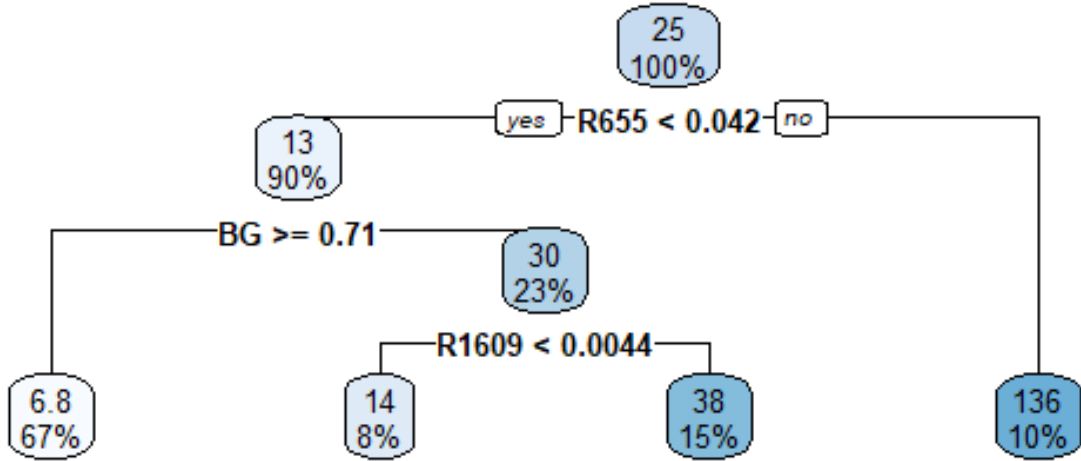 25
100%
yes
R655 < 0.042
no
13
90%
BG >= 0.71
30
23%
R1609 < 0.0044
6.8
67%
14
8%
38
15%
136
10%